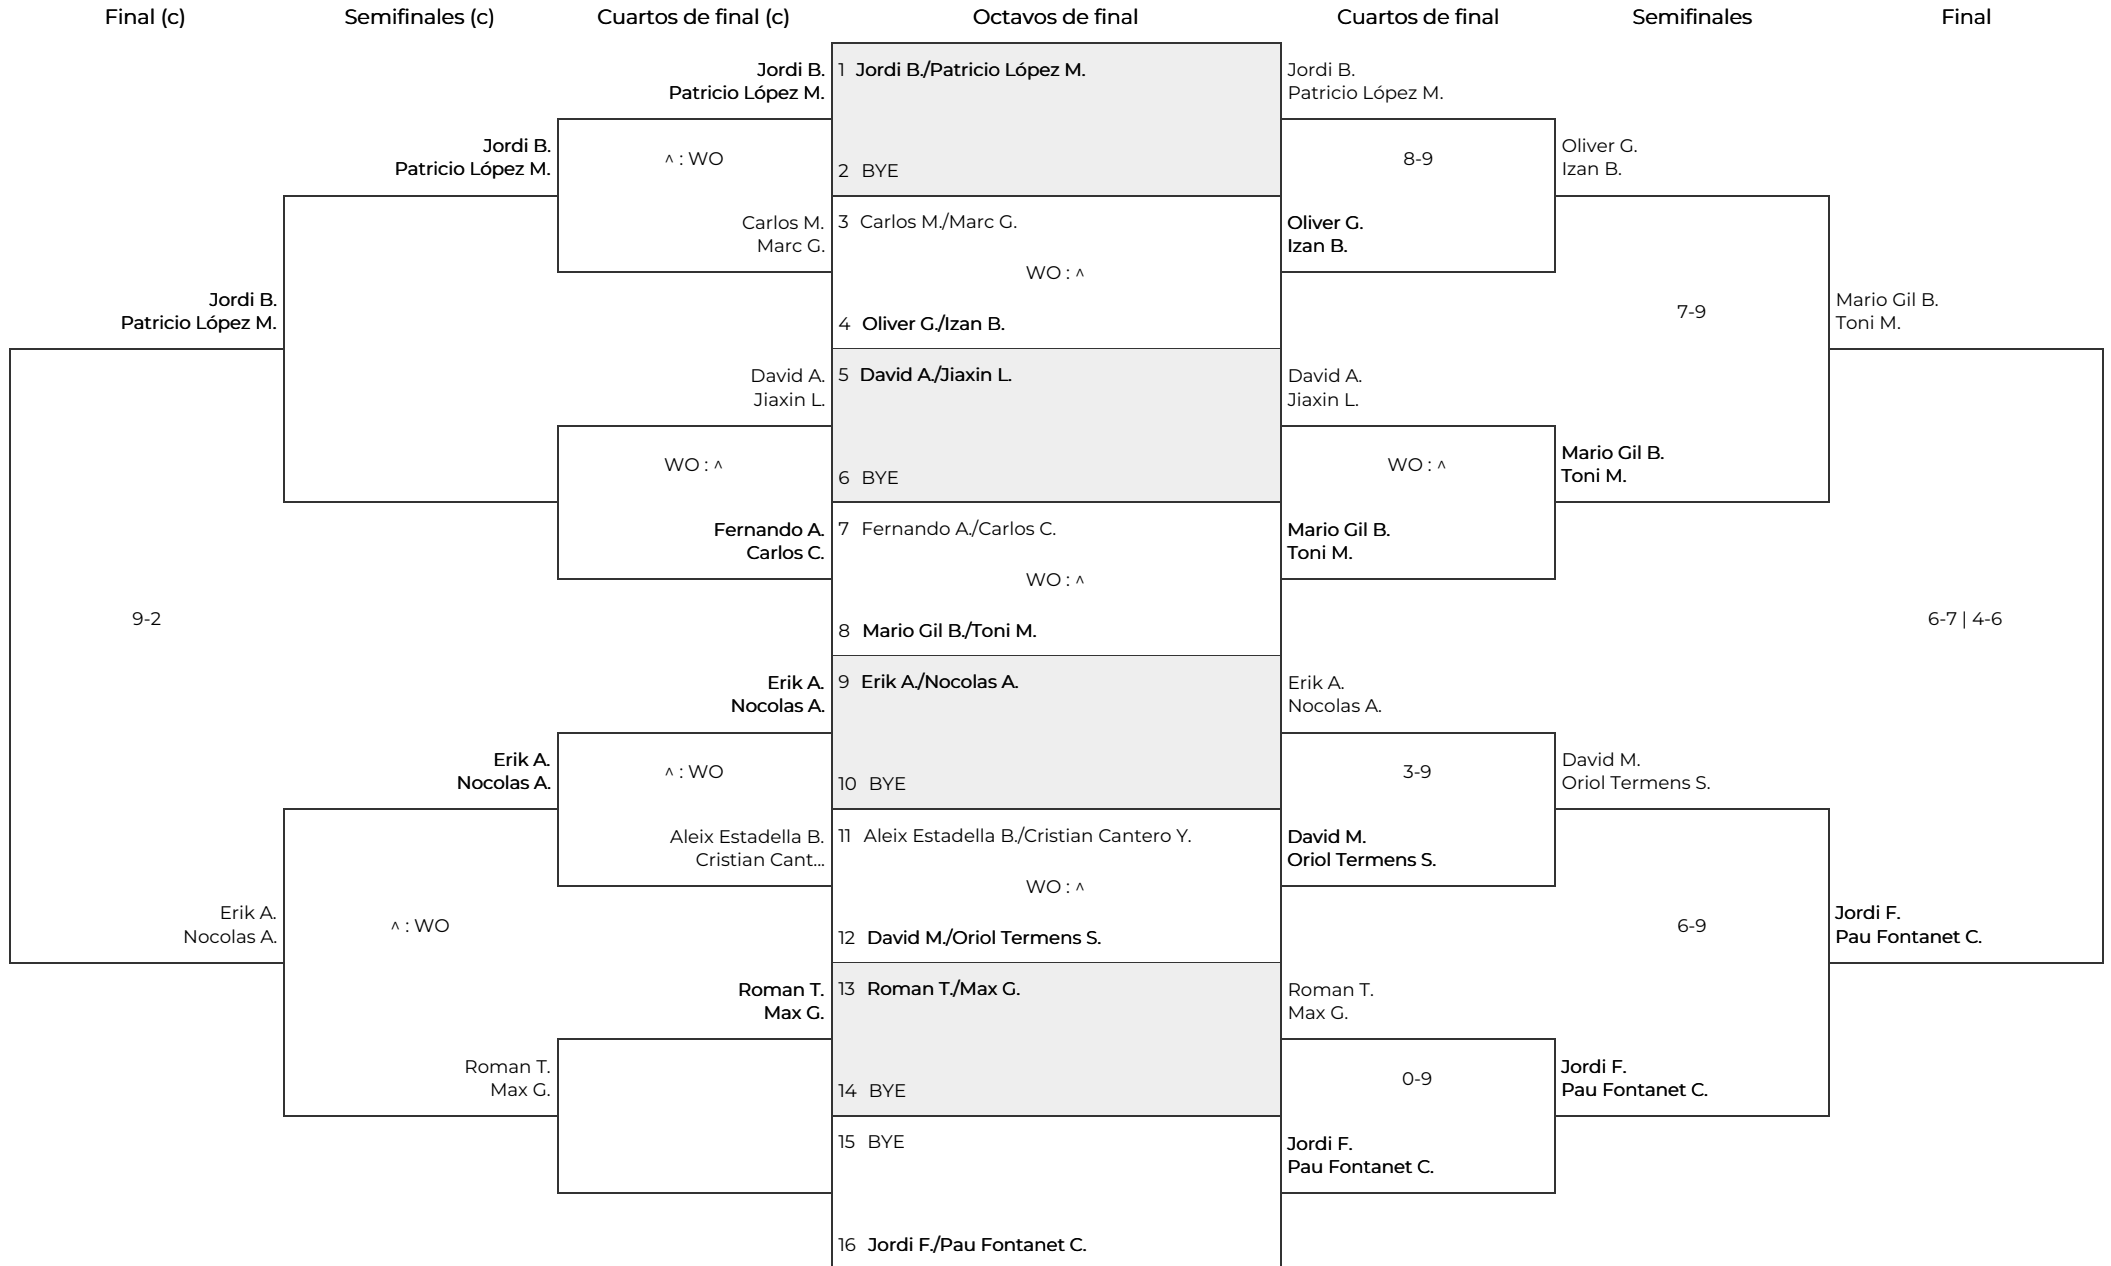 Final (c)
Semifinales (c)
Cuartos de final (c)
Octavos de final
Cuartos de final
Semifinales
Final
Jordi B.
Patricio López M.
Erik A.
Nocolas A.
9-2
Jordi B.
Patricio López M.
Erik A.
Nocolas A.
^ : WO
Roman T.
Max G.
Jordi B.
Patricio López M.
^ : WO
Carlos M.
Marc G.
David A.
Jiaxin L.
WO : ^
Fernando A.
Carlos C.
Erik A.
Nocolas A.
^ : WO
Aleix Estadella B.
Cristian Cant...
Roman T.
Max G.
1 Jordi B./Patricio López M.
2 BYE
3 Carlos M./Marc G.
WO : ^
4 Oliver G./Izan B.
5 David A./Jiaxin L.
6 BYE
7 Fernando A./Carlos C.
WO : ^
8 Mario Gil B./Toni M.
9 Erik A./Nocolas A.
10 BYE
11 Aleix Estadella B./Cristian Cantero Y.
WO : ^
12 David M./Oriol Termens S.
13 Roman T./Max G.
14 BYE
15 BYE
16 Jordi F./Pau Fontanet C.
Jordi B.
Patricio López M.
8-9
Oliver G.
Izan B.
David A.
Jiaxin L.
WO : ^
Mario Gil B.
Toni M.
Erik A.
Nocolas A.
3-9
David M.
Oriol Termens S.
Roman T.
Max G.
0-9
Jordi F.
Pau Fontanet C.
Oliver G.
Izan B.
7-9
Mario Gil B.
Toni M.
David M.
Oriol Termens S.
6-9
Jordi F.
Pau Fontanet C.
Mario Gil B.
Toni M.
6-7 | 4-6
Jordi F.
Pau Fontanet C.